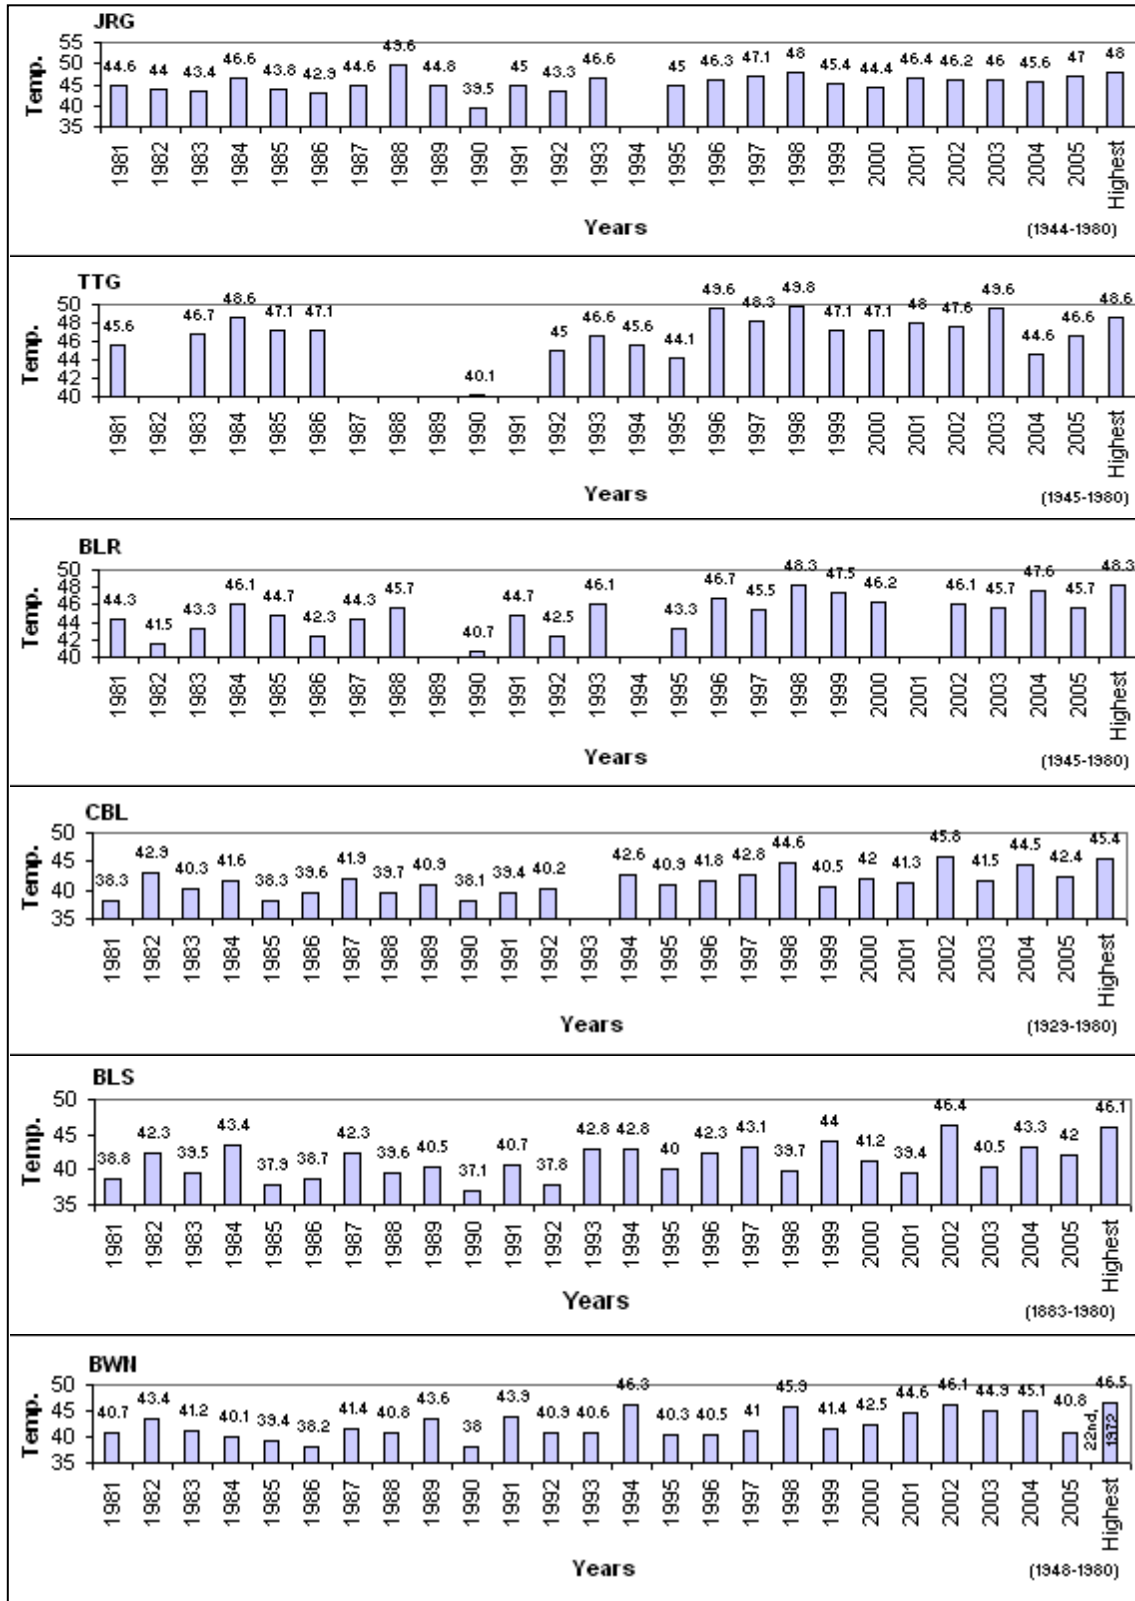 JRG
Temp.
55
50
45
40
35
44.6 44 43.4 46.6 43.8 42.9 44.6 49.6 44.8 39.5 45 43.3 46.6 45 46.3 47.1 48 45.4 44.4 46.4 46.2 46 45.6 47 48
1981 1982 1983 1984 1985 1986 1987 1988 1989 1990 1991 1992 1993 1994 1995 1996 1997 1998 1999 2000 2001 2002 2003 2004 2005 Highest
Years
(1944-1980)
TTG
Temp.
50
48
46
44
42
40
45.6 46.7 48.6 47.1 47.1 40.1 45 46.6 45.6 44.1 49.6 48.3 49.8 47.1 47.1 48 47.6 49.6 44.6 46.6 48.6
1981 1982 1983 1984 1985 1986 1987 1988 1989 1990 1991 1992 1993 1994 1995 1996 1997 1998 1999 2000 2001 2002 2003 2004 2005 Highest
Years
(1945-1980)
BLR
Temp.
50
48
46
44
42
40
44.3 41.5 43.3 46.1 44.7 42.3 44.3 45.7 40.7 44.7 42.5 46.1 43.3 46.7 45.5 48.3 47.5 46.2 46.1 45.7 47.6 45.7 48.3
1981 1982 1983 1984 1985 1986 1987 1988 1989 1990 1991 1992 1993 1994 1995 1996 1997 1998 1999 2000 2001 2002 2003 2004 2005 Highest
Years
(1945-1980)
CBL
Temp.
50
45
40
35
38.3 42.9 40.3 41.6 38.3 39.6 41.9 39.7 40.9 38.1 39.4 40.2 42.6 40.9 41.8 42.8 44.6 40.5 42 41.3 45.8 41.5 44.5 42.4 45.4
1981 1982 1983 1984 1985 1986 1987 1988 1989 1990 1991 1992 1993 1994 1995 1996 1997 1998 1999 2000 2001 2002 2003 2004 2005 Highest
Years
(1929-1980)
BLS
Temp.
50
45
40
35
38.8 42.3 39.5 43.4 37.9 38.7 42.3 39.6 40.5 37.1 40.7 37.8 42.8 42.8 40 42.3 43.1 39.7 44 41.2 39.4 46.4 40.5 43.3 42 46.1
1981 1982 1983 1984 1985 1986 1987 1988 1989 1990 1991 1992 1993 1994 1995 1996 1997 1998 1999 2000 2001 2002 2003 2004 2005 Highest
Years
(1883-1980)
BWN
Temp.
50
45
40
35
40.7 43.4 41.2 40.1 39.4 38.2 41.4 40.8 43.6 38 43.9 40.9 40.6 46.3 40.3 40.5 41 45.9 41.4 42.5 44.6 46.1 44.9 45.1 40.8 46.5
22nd,
1972
1981 1982 1983 1984 1985 1986 1987 1988 1989 1990 1991 1992 1993 1994 1995 1996 1997 1998 1999 2000 2001 2002 2003 2004 2005 Highest
Years
(1948-1980)